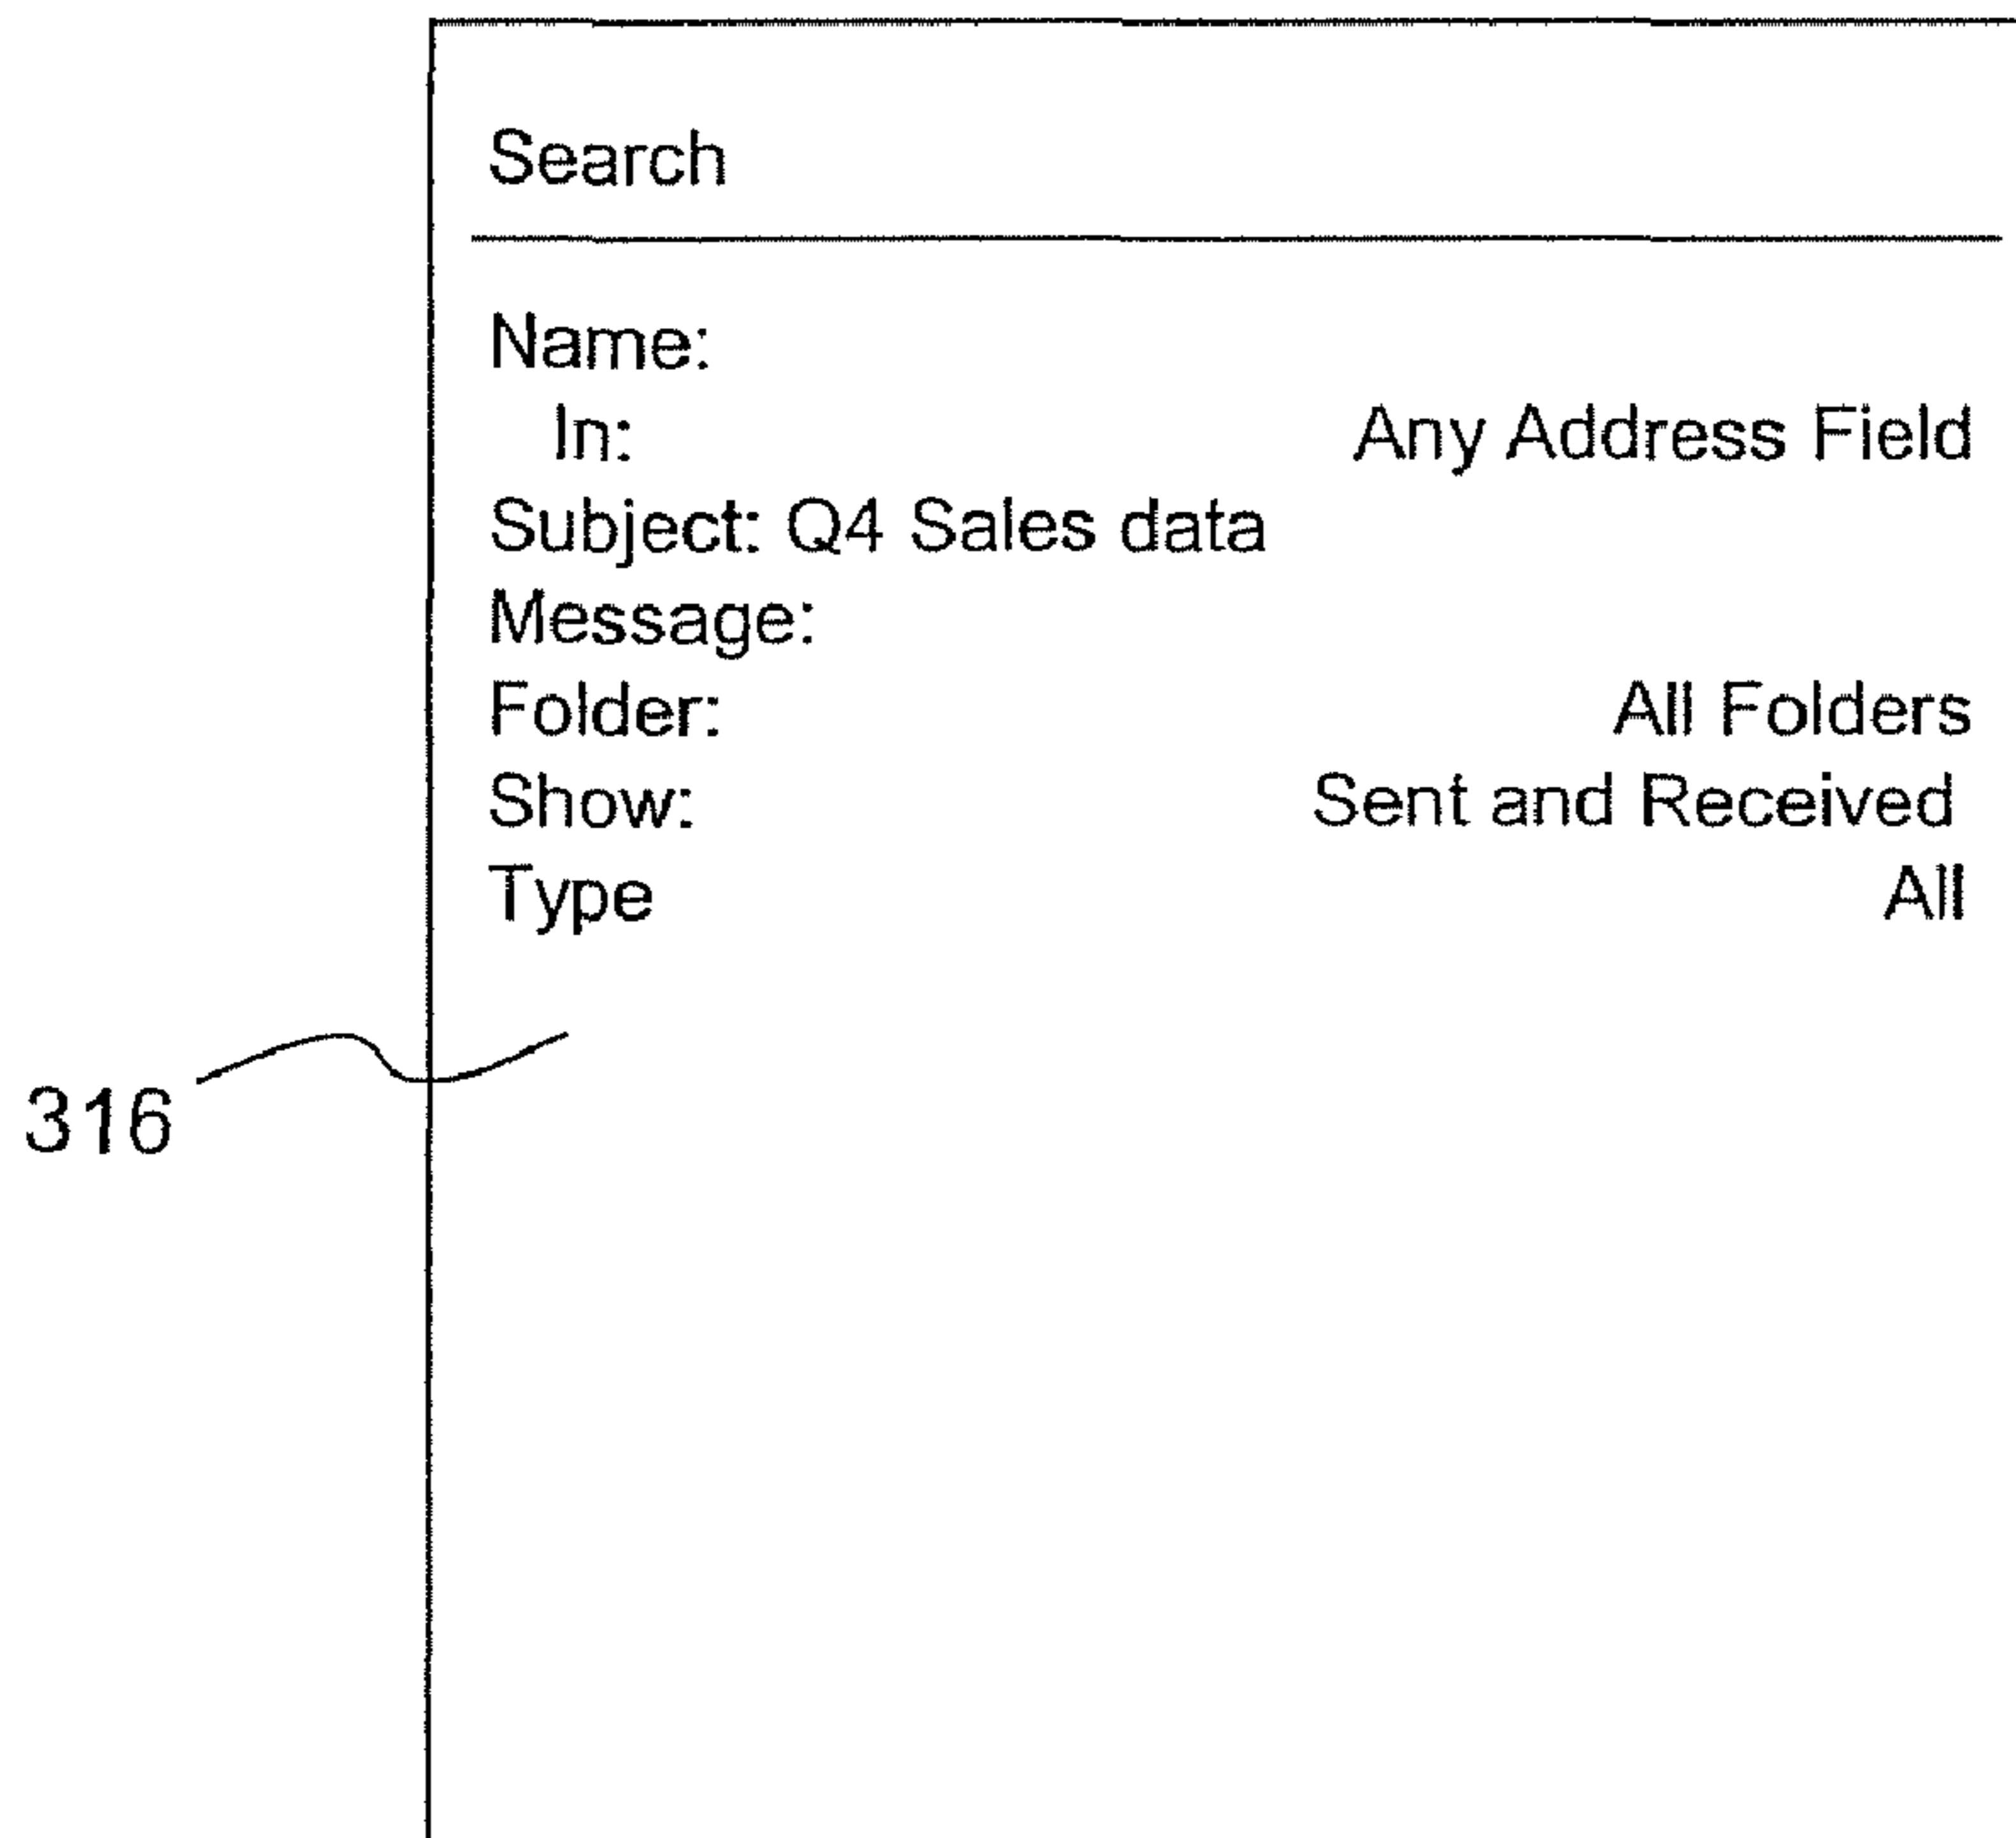 Search
Name:
In: Any Address Field
Subject: Q4 Sales data
Message:
Folder: All Folders
Show: Sent and Received
Type All
316